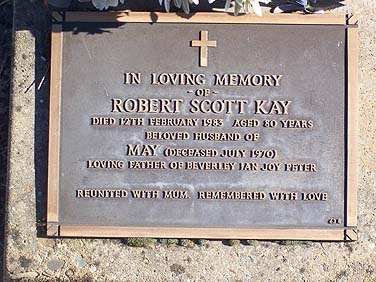 IN LOVING MEMORY
~ OF ~
ROBERT SCOTT KAY
DIED 12TH FEBRUARY 1983 AGED 80 YEARS
BELOVED HUSBAND OF
MAY (DECEASED JULY 1970)
LOVING FATHER OF BEVERLEY IAN JOY PETER
REUNITED WITH MUM. REMEMBERED WITH LOVE